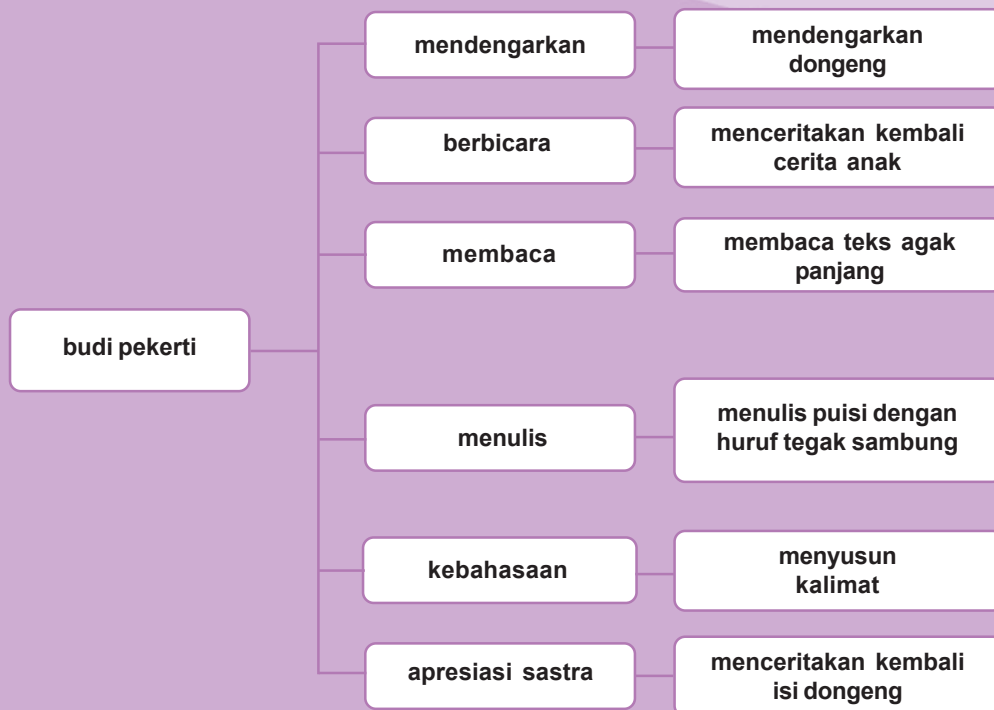 mendengarkan
mendengarkan
dongeng
berbicara
menceritakan kembali
cerita anak
membaca
membaca teks agak
panjang
budi pekerti
menulis
menulis puisi dengan
huruf tegak sambung
kebahasaan
menyusun
kalimat
apresiasi sastra
menceritakan kembali
isi dongeng